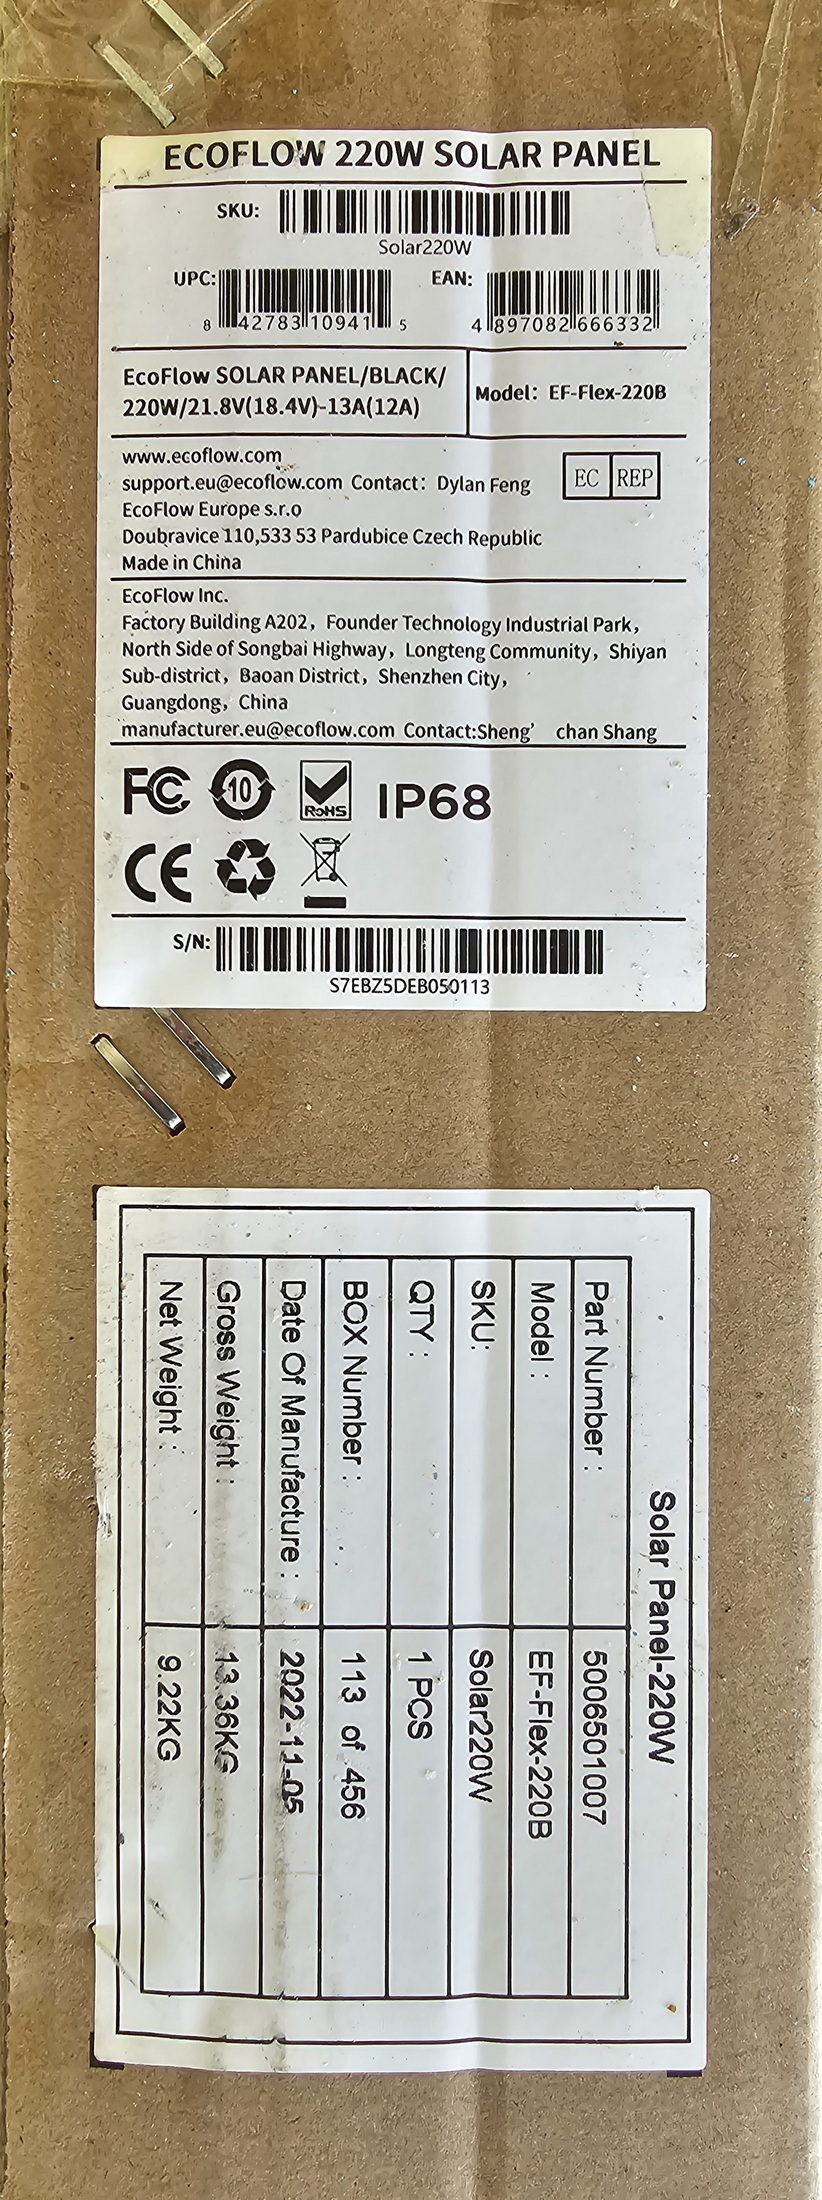 ECOFLOW 220W SOLAR PANEL
SKU:
Solar220W
UPC: EAN:
8 42783 10941 5 4 897082 666332
EcoFlow SOLAR PANEL/BLACK/
220W/21.8V(18.4V)-13A(12A)
Model: EF-Flex-220B
www.ecoflow.com
support.eu@ecoflow.com Contact: Dylan Feng
EC REP
EcoFlow Europe s.r.o
Doubravice 110,533 53 Pardubice Czech Republic
Made in China
EcoFlow Inc.
Factory Building A202, Founder Technology Industrial Park,
North Side of Songbai Highway, Longteng Community, Shiyan
Sub-district, Baoan District, Shenzhen City,
Guangdong, China
manufacturer.eu@ecoflow.com Contact:Sheng' chan Shang
FC 10 RoHS IP68
CE
S/N:
S7EBZ5DEB050113
Solar Panel-220W
Part Number: 5006501007
Model: EF-Flex-220B
SKU: Solar220W
QTY: 1 PCS
BOX Number: 113 of 456
Date Of Manufacture: 2022-11-05
Gross Weight: 13.36KG
Net Weight: 9.22KG